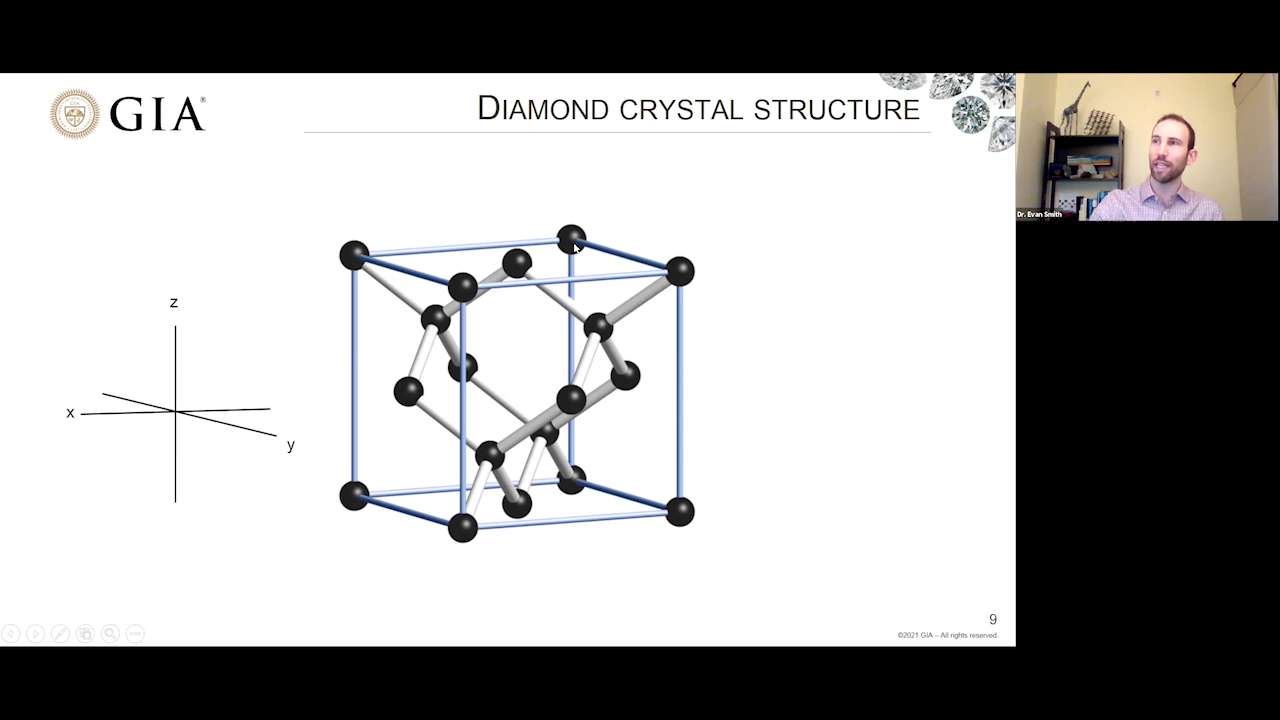 GIA®
DIAMOND CRYSTAL STRUCTURE
Dr. Evan Smith
z
x
y
9
©2021 GIA – All rights reserved.